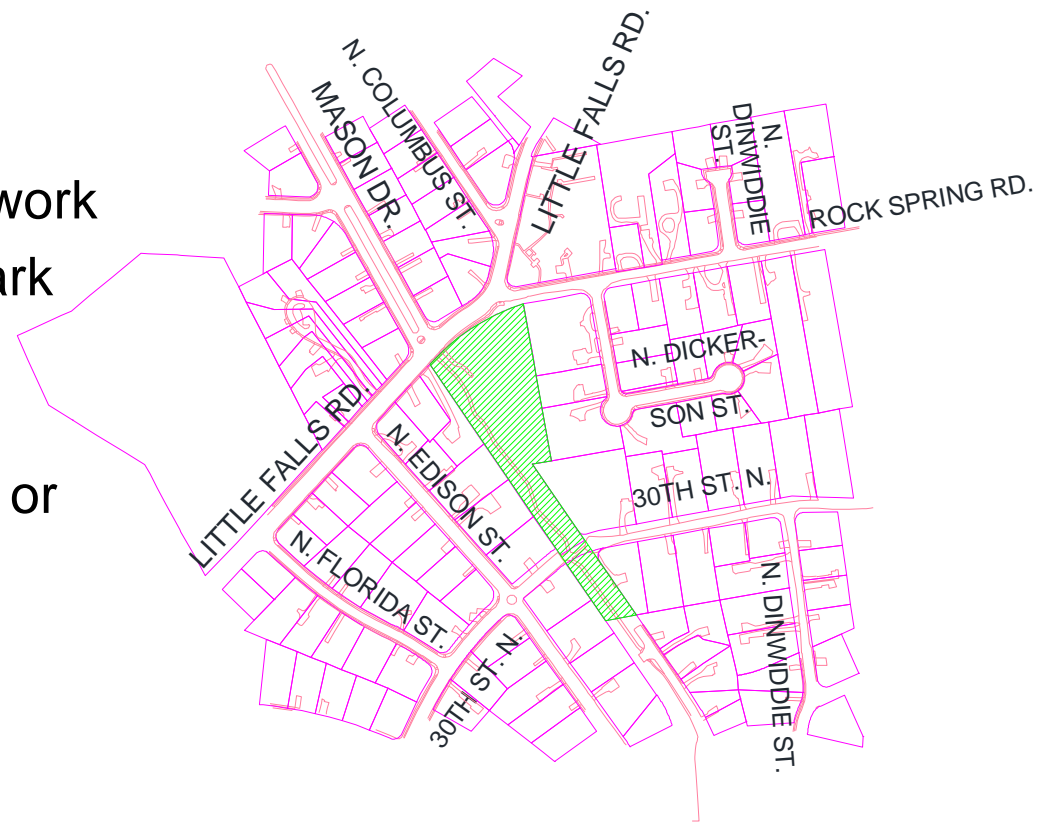 work
ark
or
N. COLUMBUS ST.
MASON DR.
LITTLE FALLS RD.
N.
DINWIDDIE
ST.
ROCK SPRING RD.
N. DICKER-
SON ST.
LITTLE FALLS RD.
N. EDISON ST.
30TH ST. N.
N. FLORIDA ST.
30TH ST. N.
N. DINWIDDIE ST.